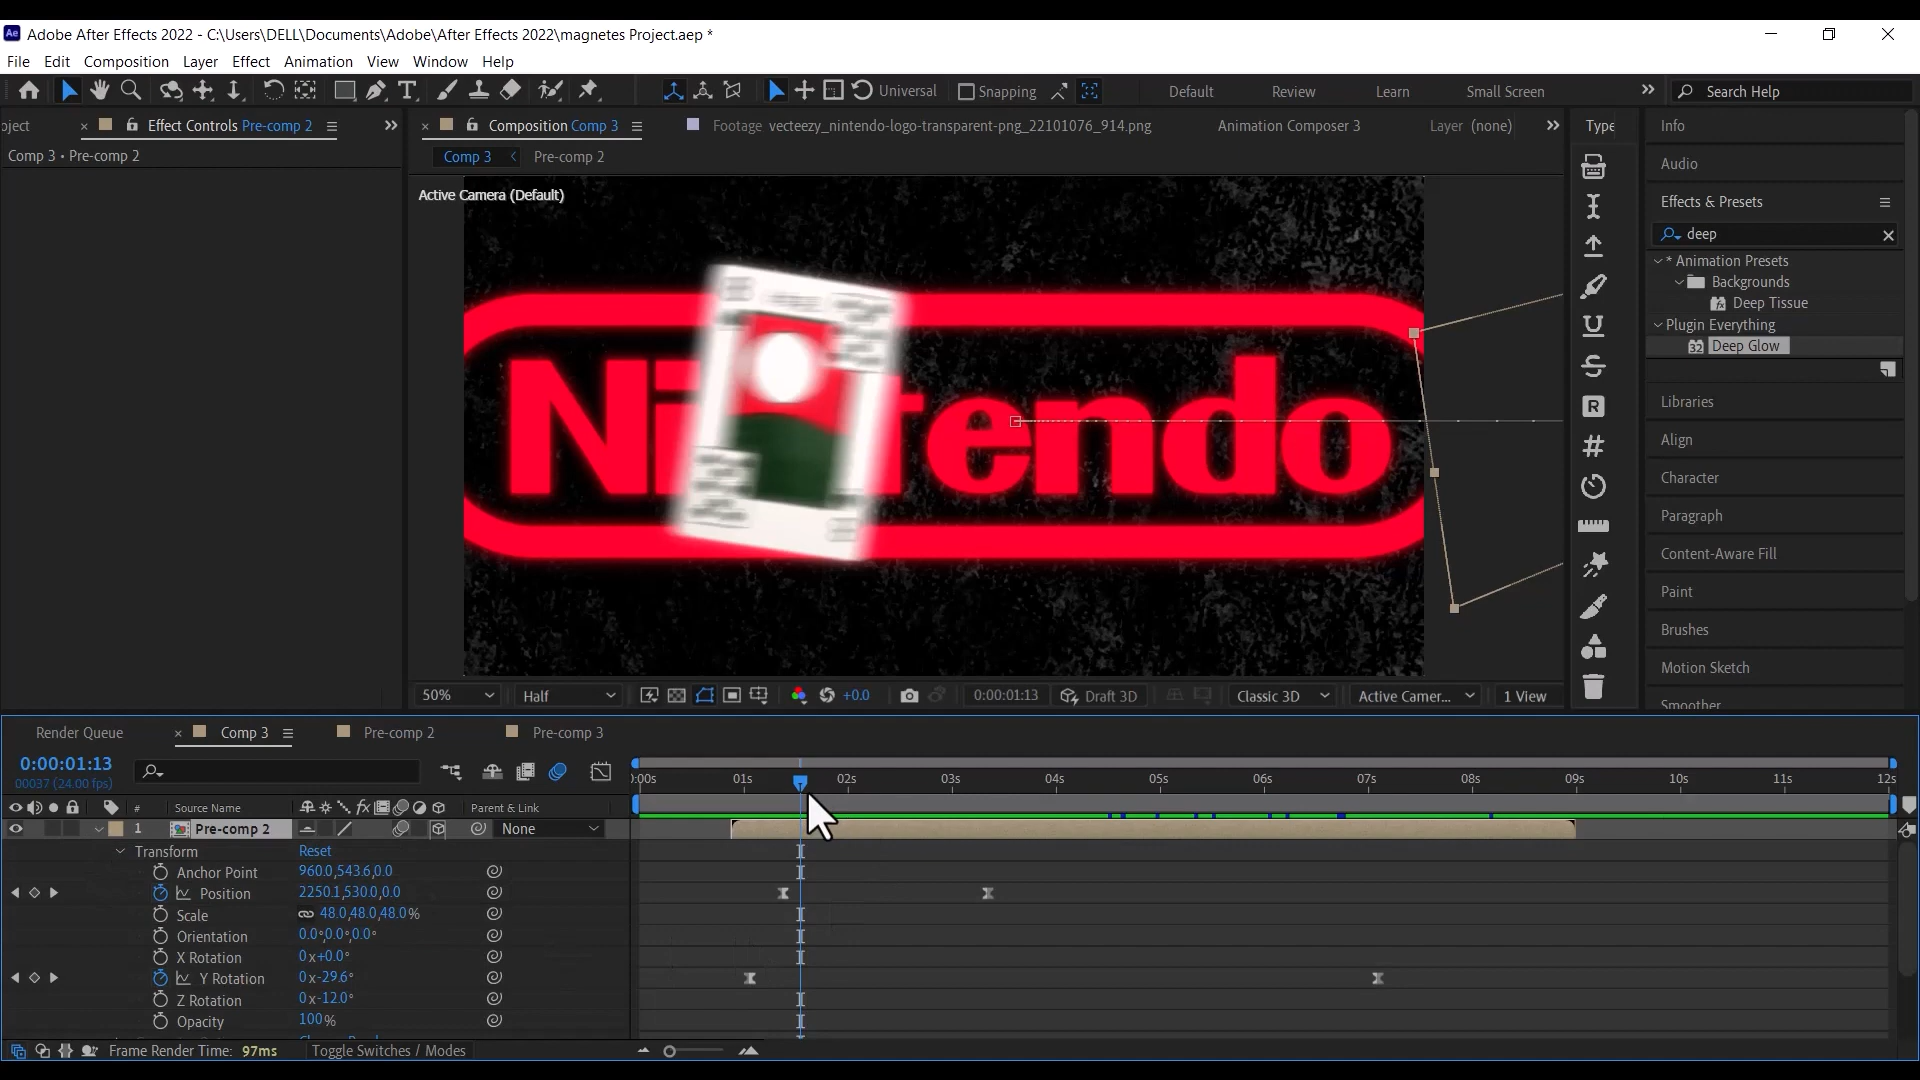 Ae Adobe After Effects 2022 - C:\Users\DELL\Documents\Adobe\After Effects 2022\magnetes Project.aep *
File Edit Composition Layer Effect Animation View Window Help
Universal Snapping Default Review Learn Small Screen Search Help
oject Effect Controls Pre-comp 2 Composition Comp 3 Footage vecteezy_nintendo-logo-transparent-png_22101076_914.png Animation Composer 3 Layer (none) Type Info
Comp 3 • Pre-comp 2
Comp 3 Pre-comp 2
Audio
Active Camera (Default)
Effects & Presets
deep
* Animation Presets
Backgrounds
Deep Tissue
Plugin Everything
32 Deep Glow
Nintendo
Libraries
Align
Character
Paragraph
Content-Aware Fill
Paint
Brushes
Motion Sketch
Smoother
50% Half +0.0 0:00:01:13 Draft 3D Classic 3D Active Camer... 1 View
Render Queue Comp 3 Pre-comp 2 Pre-comp 3
0:00:01:13
00037 (24.00 fps)
):00s 01s 02s 03s 04s 05s 06s 07s 08s 09s 10s 11s 12s
# Source Name Parent & Link
1 Pre-comp 2 None
Transform Reset
Anchor Point 960.0,543.6,0.0
Position 2250.1,530.0,0.0
Scale 48.0,48.0,48.0%
Orientation 0.0°,0.0°,0.0°
X Rotation 0x+0.0°
Y Rotation 0x-29.6°
Z Rotation 0x-12.0°
Opacity 100%
Frame Render Time: 97ms Toggle Switches / Modes